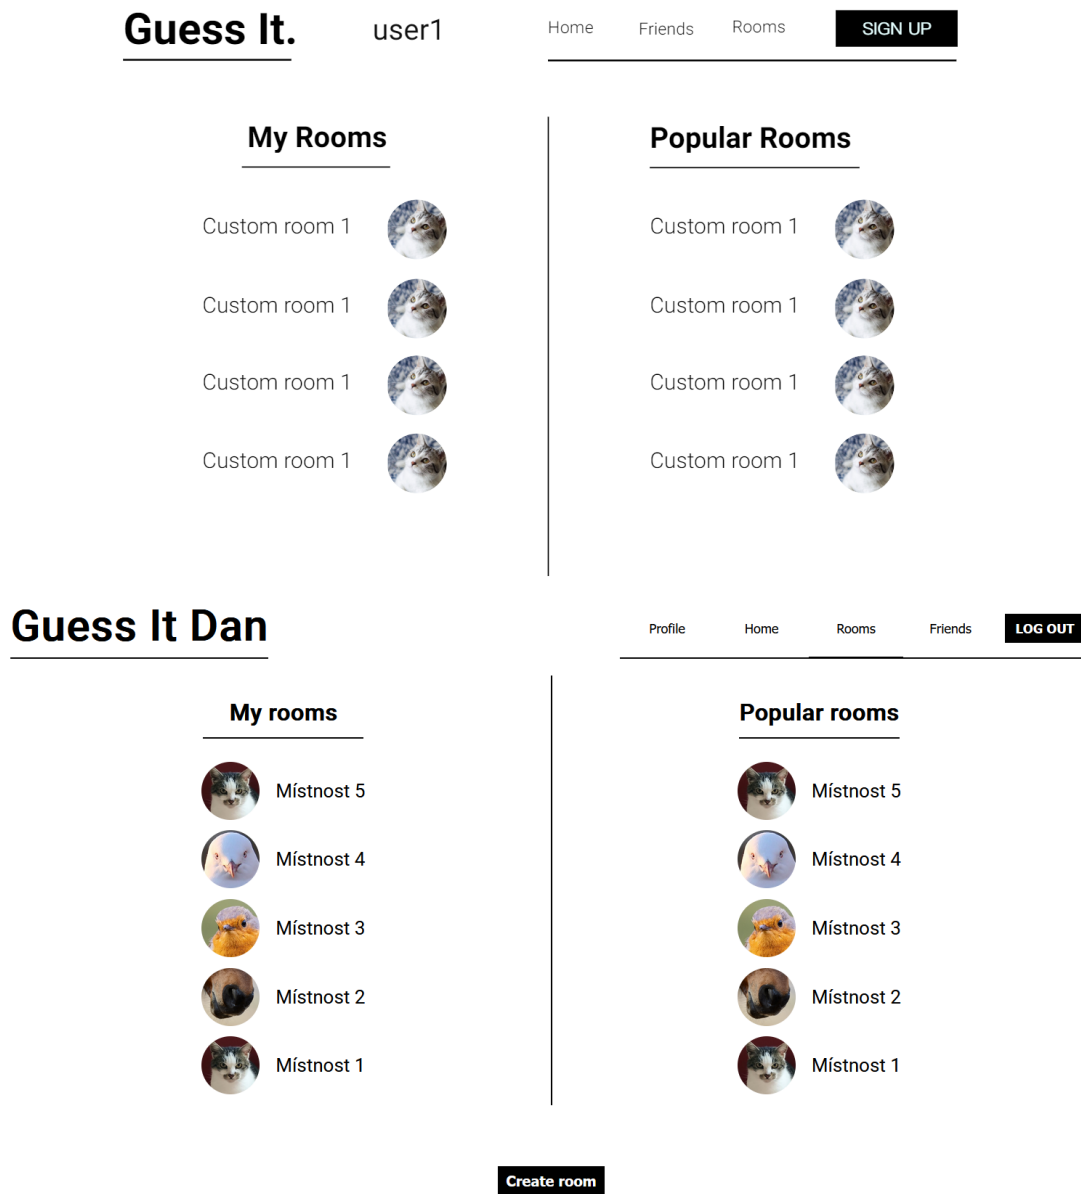 Guess It. user1 Home Friends Rooms SIGN UP
My Rooms
Custom room 1
Custom room 1
Custom room 1
Custom room 1
Popular Rooms
Custom room 1
Custom room 1
Custom room 1
Custom room 1
Guess It Dan Profile Home Rooms Friends LOG OUT
My rooms
Místnost 5
Místnost 4
Místnost 3
Místnost 2
Místnost 1
Popular rooms
Místnost 5
Místnost 4
Místnost 3
Místnost 2
Místnost 1
Create room